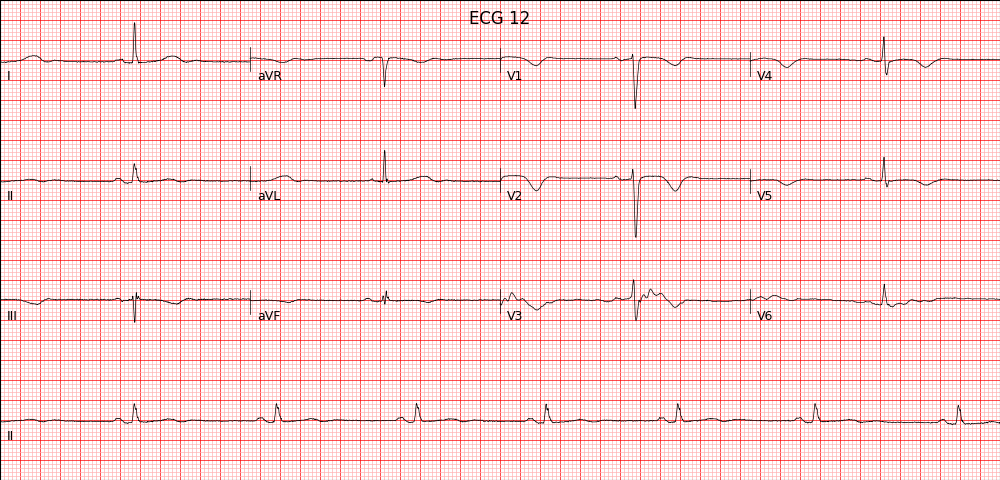 ECG 12
I aVR V1 V4
II aVL V2 V5
III aVF V3 V6
II